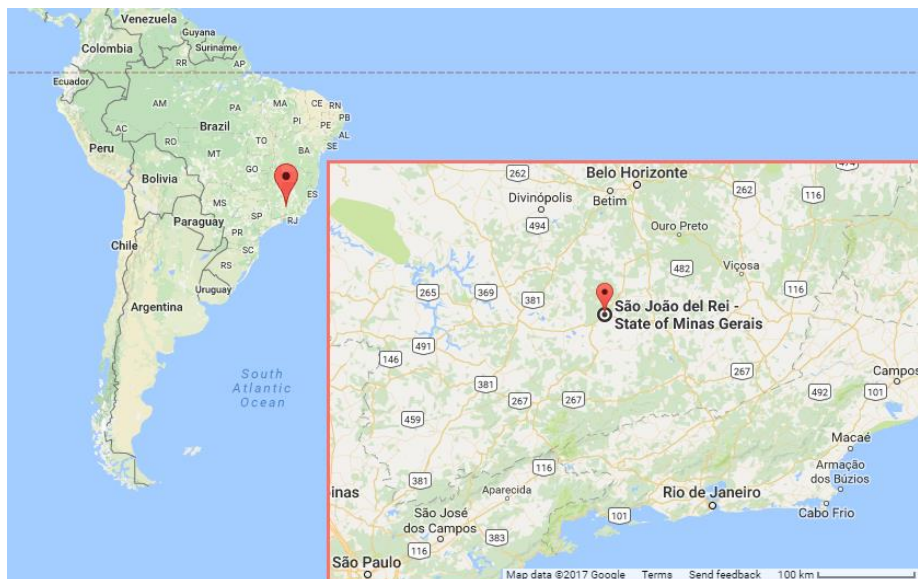 Venezuela
Guyana
Colombia
Suriname
RR
AP
Ecuador
AM
PA
MA
CE
RN
PB
PI
PE
AL
SE
AC
RO
TO
Brazil
BA
Peru
MT
GO
Bolivia
ES
MS
SP
RJ
Paraguay
PR
SC
Chile
RS
Uruguay
Argentina
South
Atlantic
Ocean
474
262
Belo Horizonte
Divinópolis
Betim
262
116
494
Ouro Preto
482
Viçosa
116
265
369
381
São João del Rei -
State of Minas Gerais
491
146
267
381
Campos
267
267
492
101
459
Macaé
116
Armação
dos Búzios
381
inas
Aparecida
Rio de Janeiro
São José
dos Campos
101
Cabo Frio
383
116
São Paulo
Map data ©2017 Google Terms Send feedback 100 km